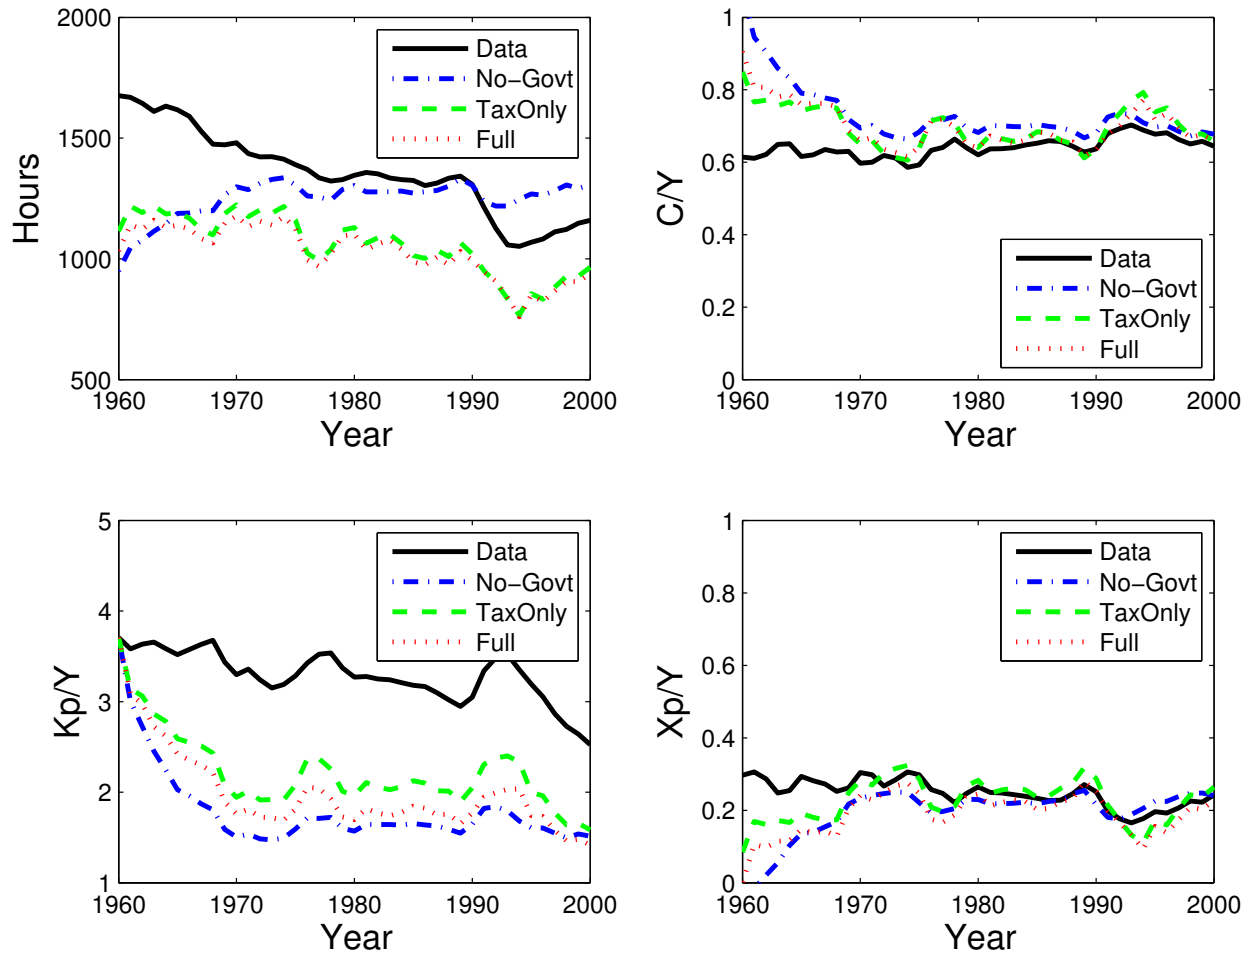 2000
1500
1000
500
Hours
Data
No-Govt
TaxOnly
Full
1960 1970 1980 1990 2000
Year
1
0.8
0.6
0.4
0.2
0
C/Y
Data
No-Govt
TaxOnly
Full
1960 1970 1980 1990 2000
Year
5
4
3
2
1
Kp/Y
Data
No-Govt
TaxOnly
Full
1960 1970 1980 1990 2000
Year
1
0.8
0.6
0.4
0.2
0
Xp/Y
Data
No-Govt
TaxOnly
Full
1960 1970 1980 1990 2000
Year